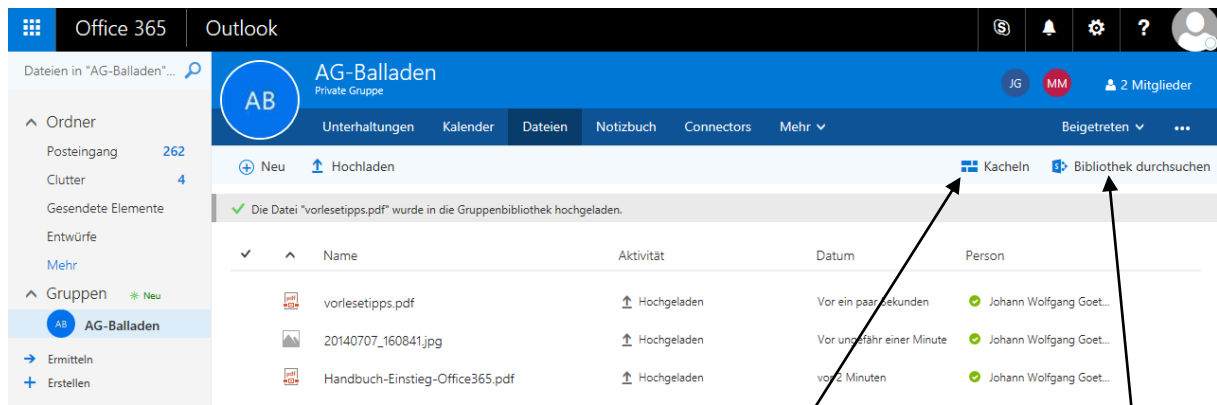 Office 365 Outlook
Dateien in "AG-Balladen"...
Ordner
Posteingang 262
Clutter 4
Gesendete Elemente
Entwürfe
Mehr
Gruppen Neu
AB AG-Balladen
Ermitteln
Erstellen
AB
AG-Balladen
Private Gruppe
JG MM 2 Mitglieder
Unterhaltungen Kalender Dateien Notizbuch Connectors Mehr Beigetreten
Neu Hochladen Kacheln Bibliothek durchsuchen
Die Datei "vorlesetipps.pdf" wurde in die Gruppenbibliothek hochgeladen.
Name Aktivität Datum Person
vorlesetipps.pdf Hochgeladen Vor ein paar Sekunden Johann Wolfgang Goet...
20140707_160841.jpg Hochgeladen Vor ungefähr einer Minute Johann Wolfgang Goet...
Handbuch-Einstieg-Office365.pdf Hochgeladen vor 2 Minuten Johann Wolfgang Goet...